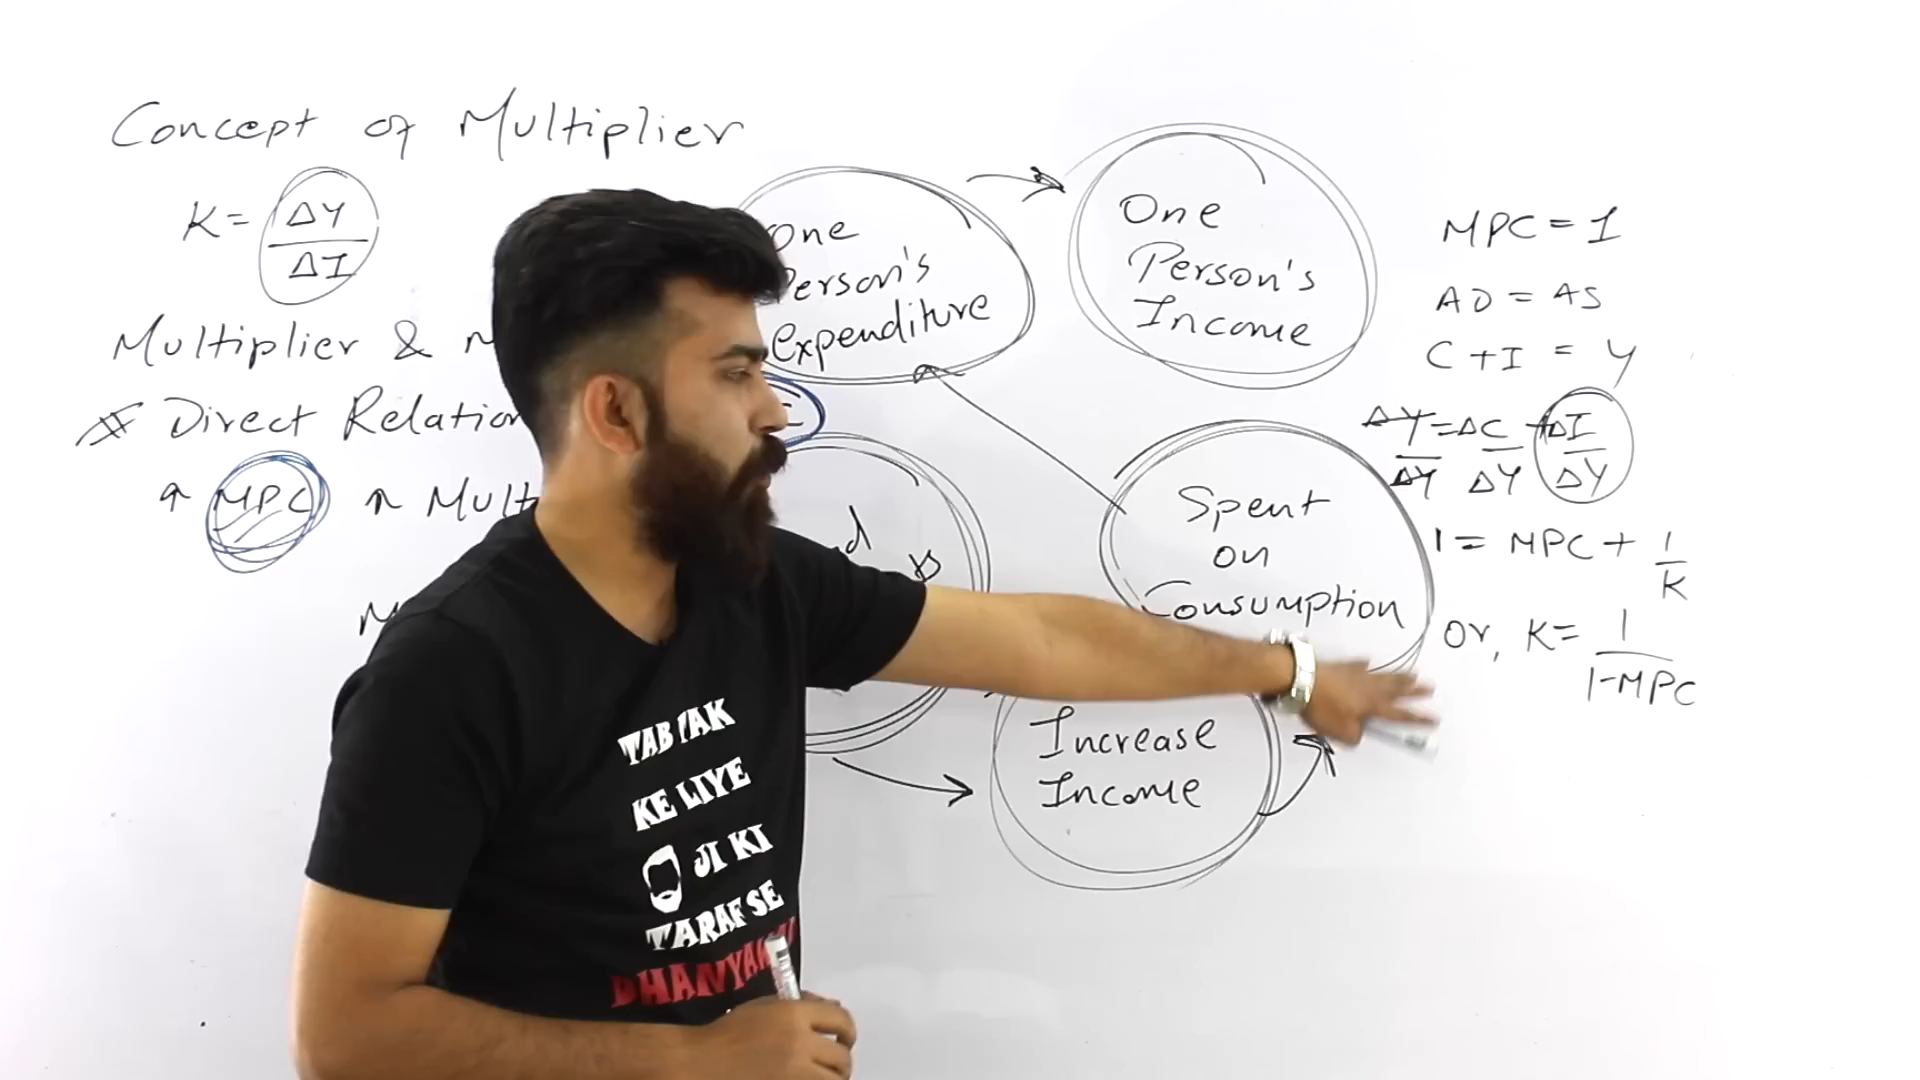 Concept of Multiplier
K = ΔY / ΔI
Multiplier &
Direct Relation
↑ MPC ↑ Mult
One
Person's
Expenditure
One
Person's
Income
Spent
on
Consumption
Increase
Income
MPC = 1
AD = AS
C + I = Y
ΔY/ΔY = ΔC/ΔY + ΔI/ΔY
1 = MPC + 1/K
or, K = 1/1-MPC
TAB TAK
KE LIYE
JI KI
TARAF SE